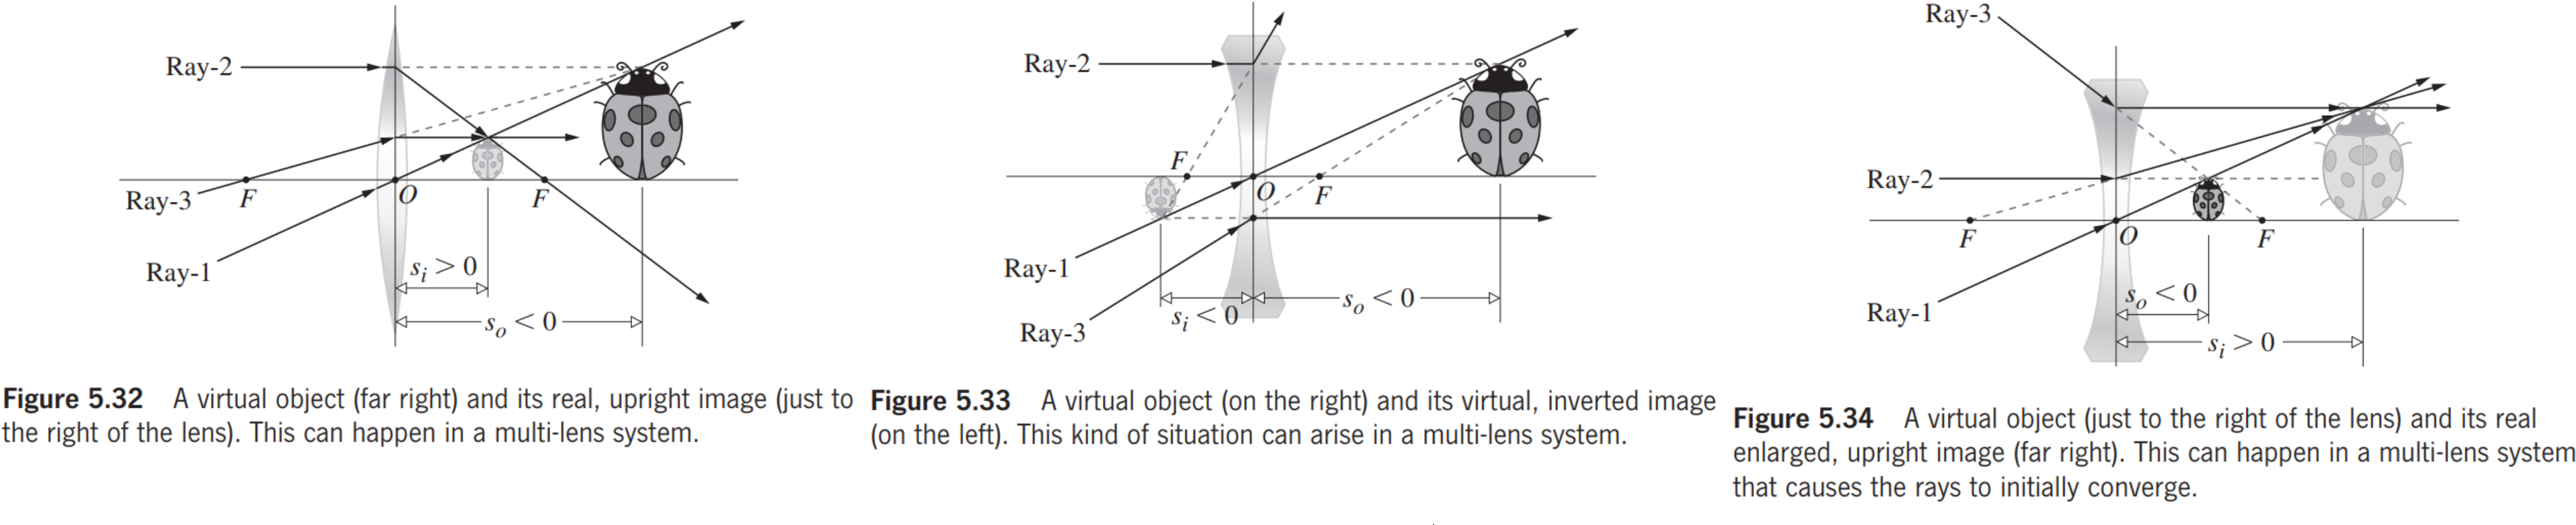 Ray-2
Ray-3
F
O
F
Ray-1
s_i > 0
s_o < 0
Figure 5.32 A virtual object (far right) and its real, upright image (just to
the right of the lens). This can happen in a multi-lens system.
Ray-2
F
O
F
Ray-1
s_o < 0
s_i < 0
Ray-3
Figure 5.33 A virtual object (on the right) and its virtual, inverted image
(on the left). This kind of situation can arise in a multi-lens system.
Ray-3
Ray-2
F
O
F
s_o < 0
Ray-1
s_i > 0
Figure 5.34 A virtual object (just to the right of the lens) and its real
enlarged, upright image (far right). This can happen in a multi-lens system
that causes the rays to initially converge.